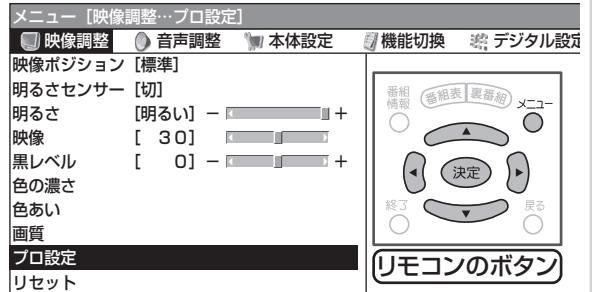 メニュー［映像調整…プロ設定］
映像調整 音声調整 本体設定 機能切換 デジタル設定
映像ポジション［標準］
明るさセンサー［切］
明るさ ［明るい］－ ＋
映像 ［ ３０］－ ＋
黒レベル ［ ０］－ ＋
色の濃さ
色あい
画質
プロ設定
リセット
番組情報 番組表 裏番組 メニュー
決定
終了 戻る
リモコンのボタン